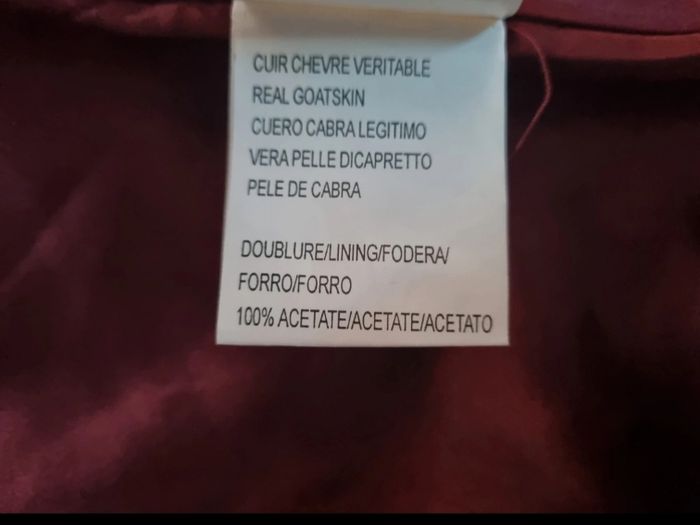 CUIR CHEVRE VERITABLE
REAL GOATSKIN
CUERO CABRA LEGITIMO
VERA PELLE DICAPRETTO
PELE DE CABRA
DOUBLURE/LINING/FODERA/
FORRO/FORRO
100% ACETATE/ACETATE/ACETATO